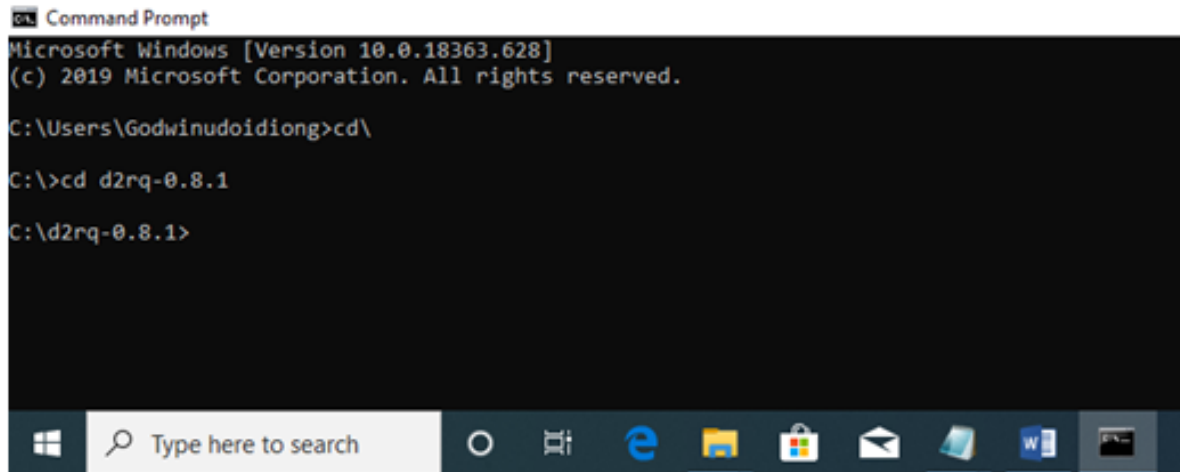 Command Prompt
Microsoft Windows [Version 10.0.18363.628]
(c) 2019 Microsoft Corporation. All rights reserved.
C:\Users\Godwinudoidiong>cd\
C:\>cd d2rq-0.8.1
C:\d2rq-0.8.1>
Type here to search